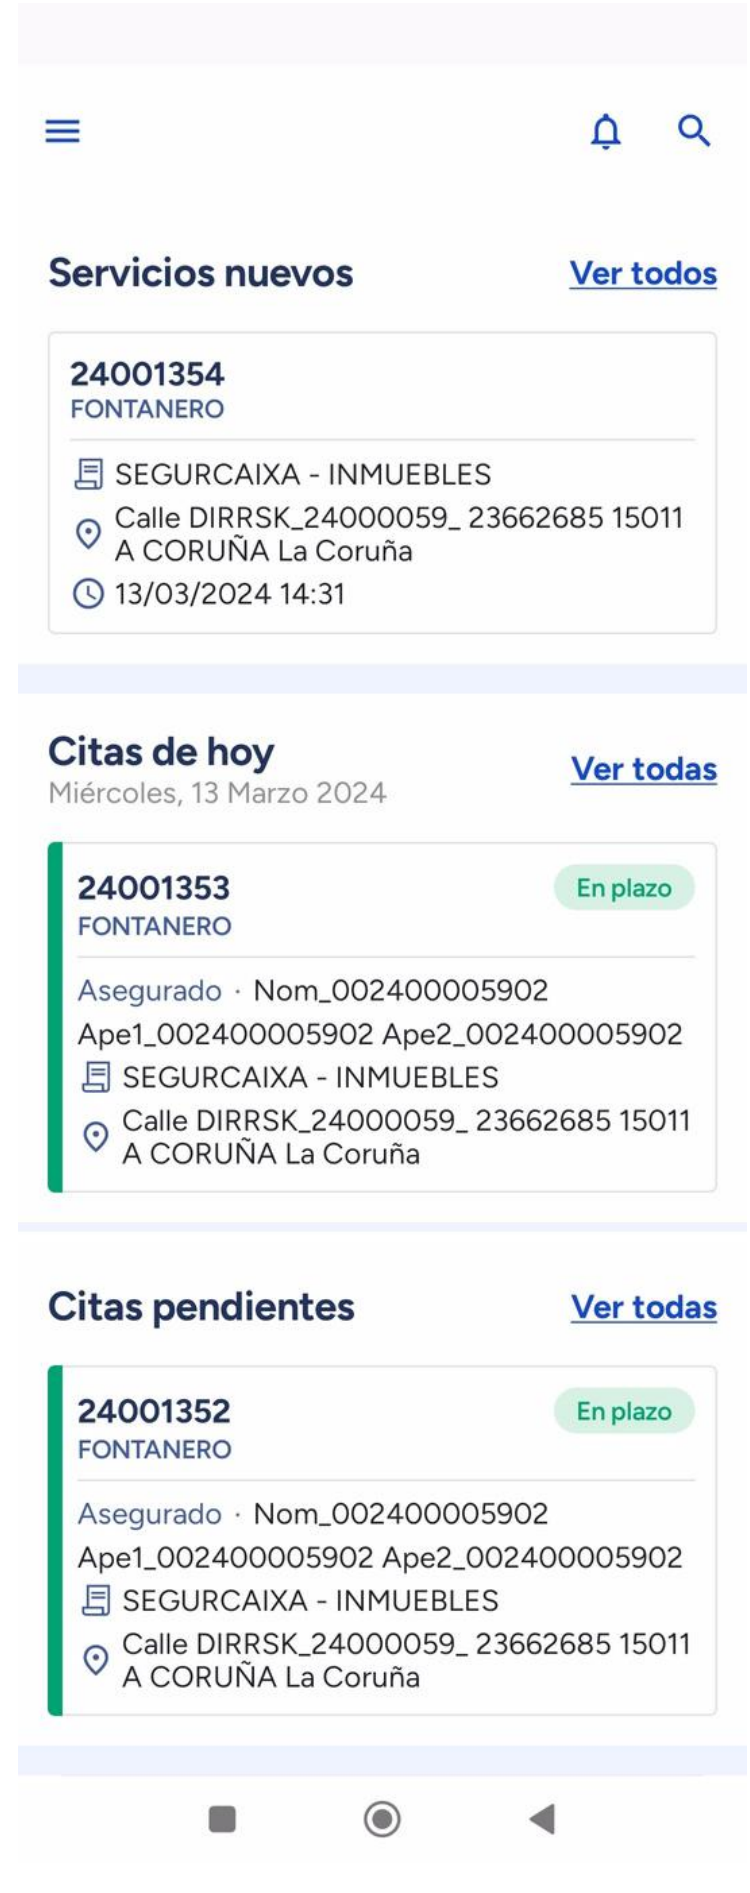 Servicios nuevos
Ver todos
24001354
FONTANERO
SEGURCAIXA - INMUEBLES
Calle DIRRSK_24000059_ 23662685 15011
A CORUÑA La Coruña
13/03/2024 14:31
Citas de hoy
Ver todas
Miércoles, 13 Marzo 2024
24001353
En plazo
FONTANERO
Asegurado · Nom_002400005902
Ape1_002400005902 Ape2_002400005902
SEGURCAIXA - INMUEBLES
Calle DIRRSK_24000059_ 23662685 15011
A CORUÑA La Coruña
Citas pendientes
Ver todas
24001352
En plazo
FONTANERO
Asegurado · Nom_002400005902
Ape1_002400005902 Ape2_002400005902
SEGURCAIXA - INMUEBLES
Calle DIRRSK_24000059_ 23662685 15011
A CORUÑA La Coruña